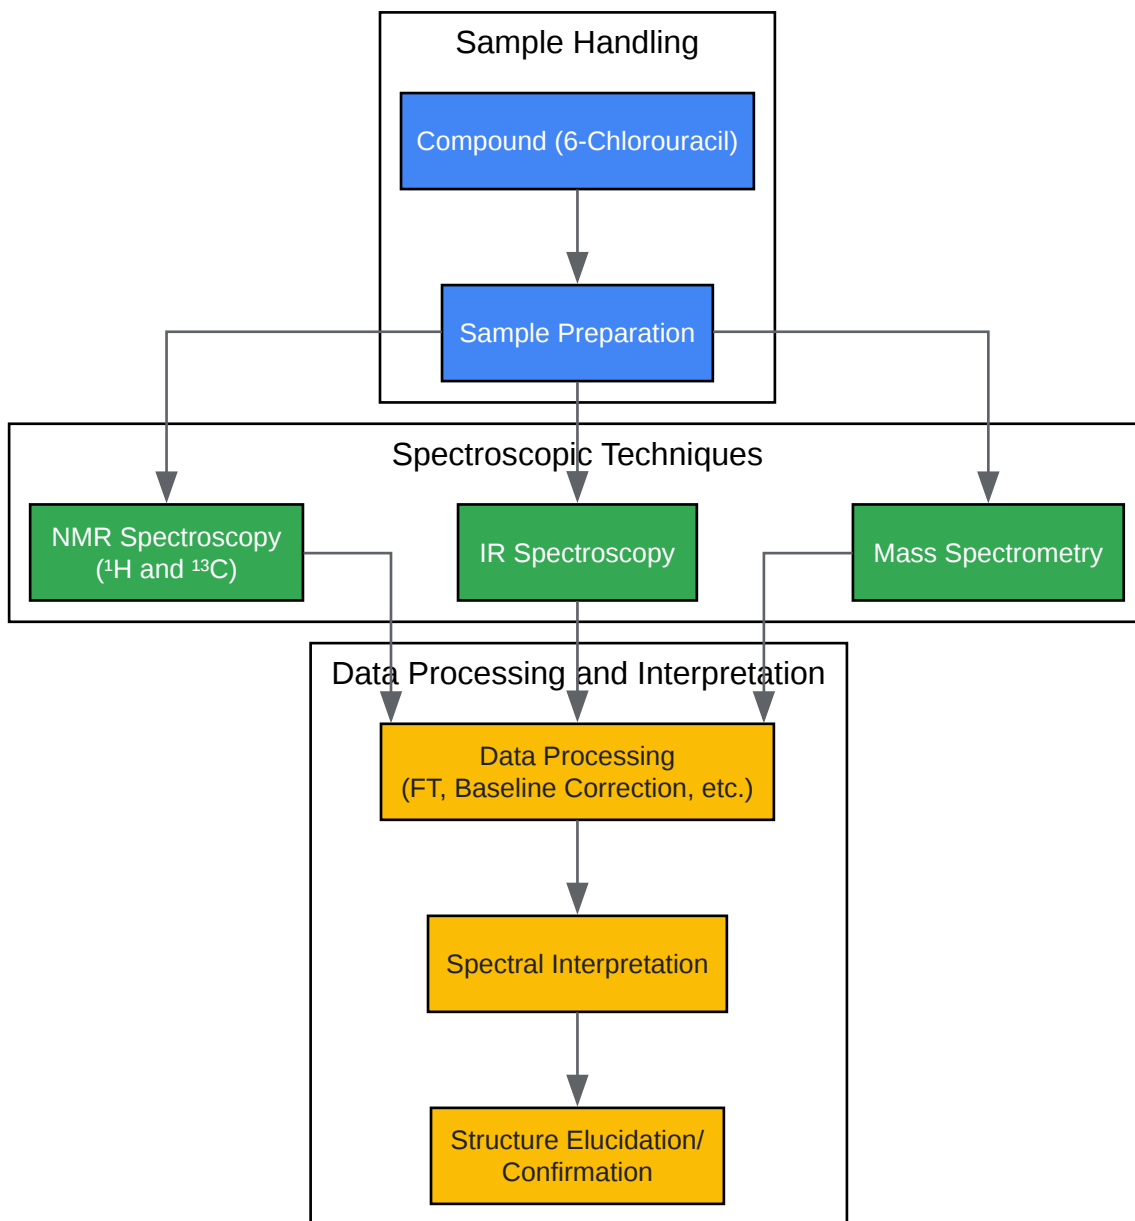 Sample Handling
Compound (6-Chlorouracil)
Sample Preparation
Spectroscopic Techniques
NMR Spectroscopy
(¹H and ¹³C)
IR Spectroscopy
Mass Spectrometry
Data Processing and Interpretation
Data Processing
(FT, Baseline Correction, etc.)
Spectral Interpretation
Structure Elucidation/
Confirmation